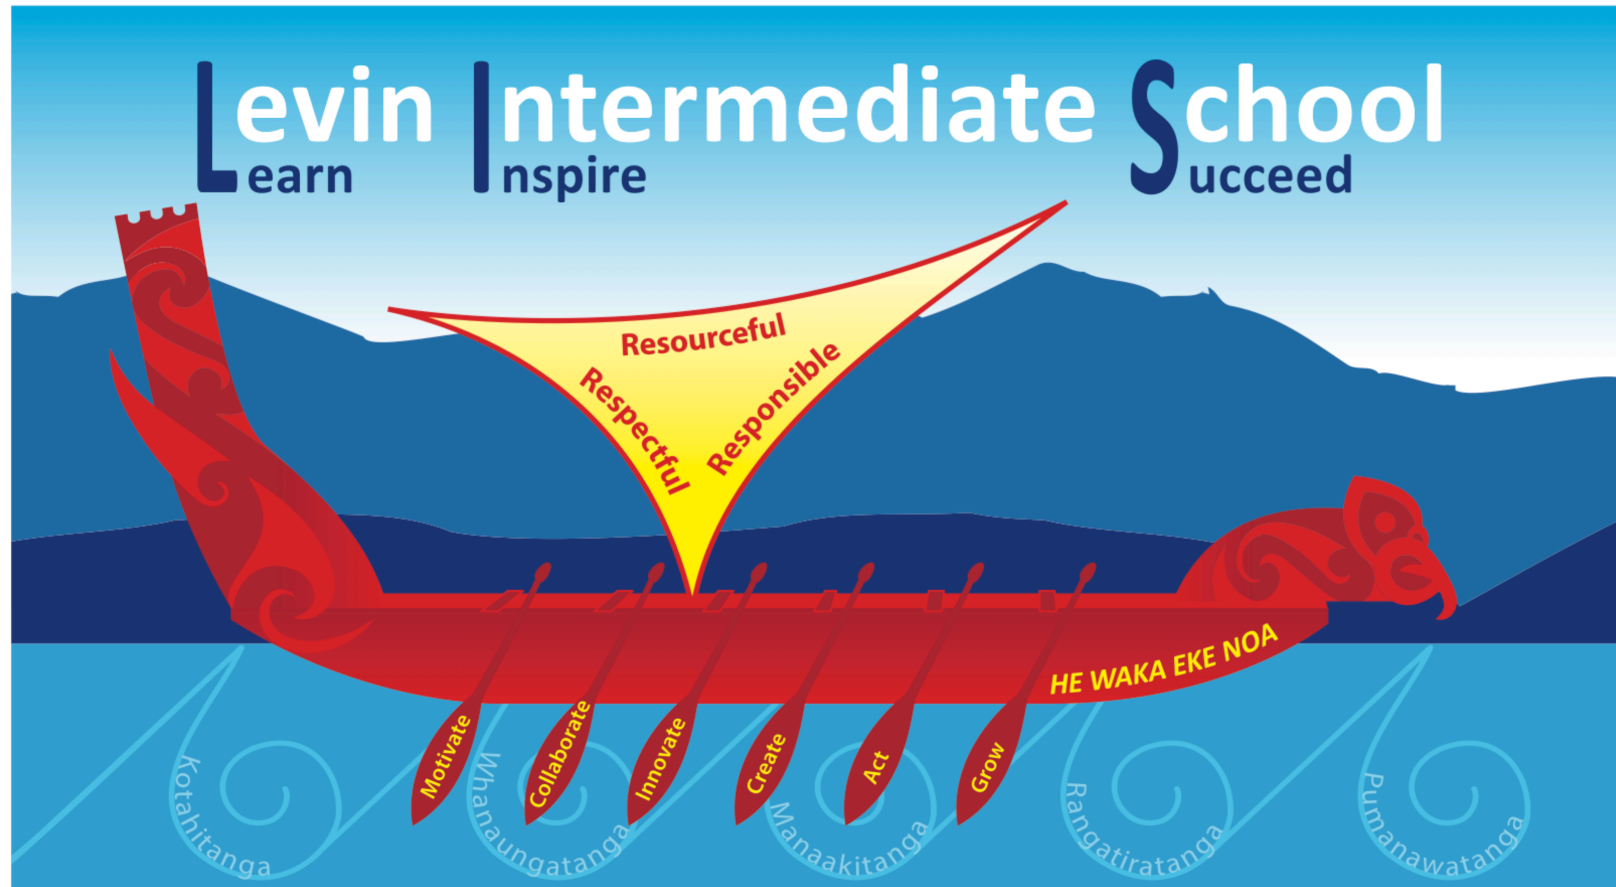 Levin Intermediate School
Learn Inspire Succeed
Resourceful
Respectful
Responsible
HE WAKA EKE NOA
Motivate
Collaborate
Innovate
Create
Act
Grow
Kotahitanga
Whanaungatanga
Manaakitanga
Rangatiratanga
Pumanawatanga